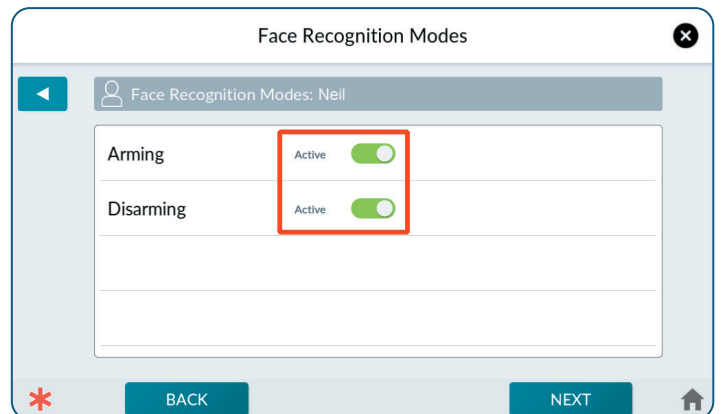 Face Recognition Modes
Face Recognition Modes: Neil
Arming Active
Disarming Active
BACK NEXT